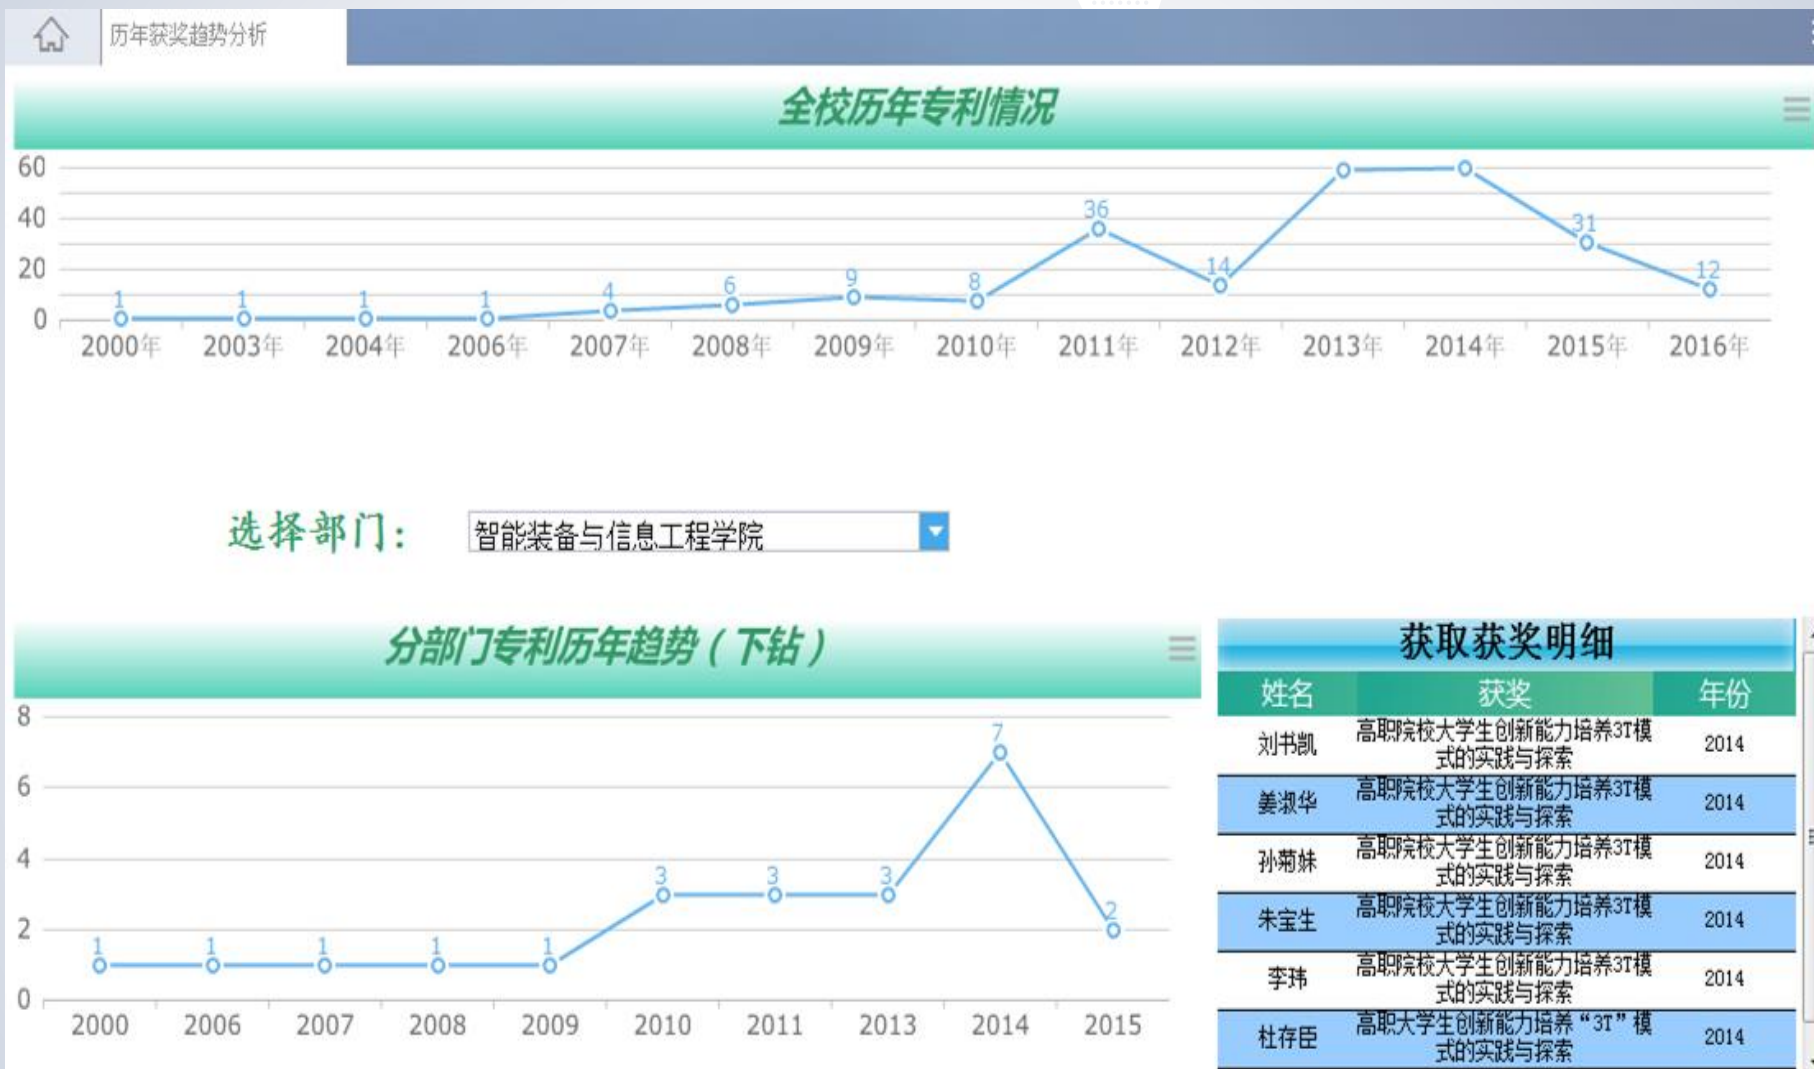 历年获奖趋势分析
全校历年专利情况
60
40
20
0
1 1 1 1 4 6 9 8 36 14 31 12
2000年 2003年 2004年 2006年 2007年 2008年 2009年 2010年 2011年 2012年 2013年 2014年 2015年 2016年
选择部门： 智能装备与信息工程学院
分部门专利历年趋势（下钻）
8
6
4
2
0
1 1 1 1 1 3 3 3 7 2
2000 2006 2007 2008 2009 2010 2011 2013 2014 2015
获取获奖明细
姓名 获奖 年份
刘书凯 高职院校大学生创新能力培养3T模 2014
式的实践与探索
姜淑华 高职院校大学生创新能力培养3T模 2014
式的实践与探索
孙菊妹 高职院校大学生创新能力培养3T模 2014
式的实践与探索
朱宝生 高职院校大学生创新能力培养3T模 2014
式的实践与探索
李玮 高职院校大学生创新能力培养3T模 2014
式的实践与探索
杜存臣 高职大学生创新能力培养“3T”模 2014
式的实践与探索